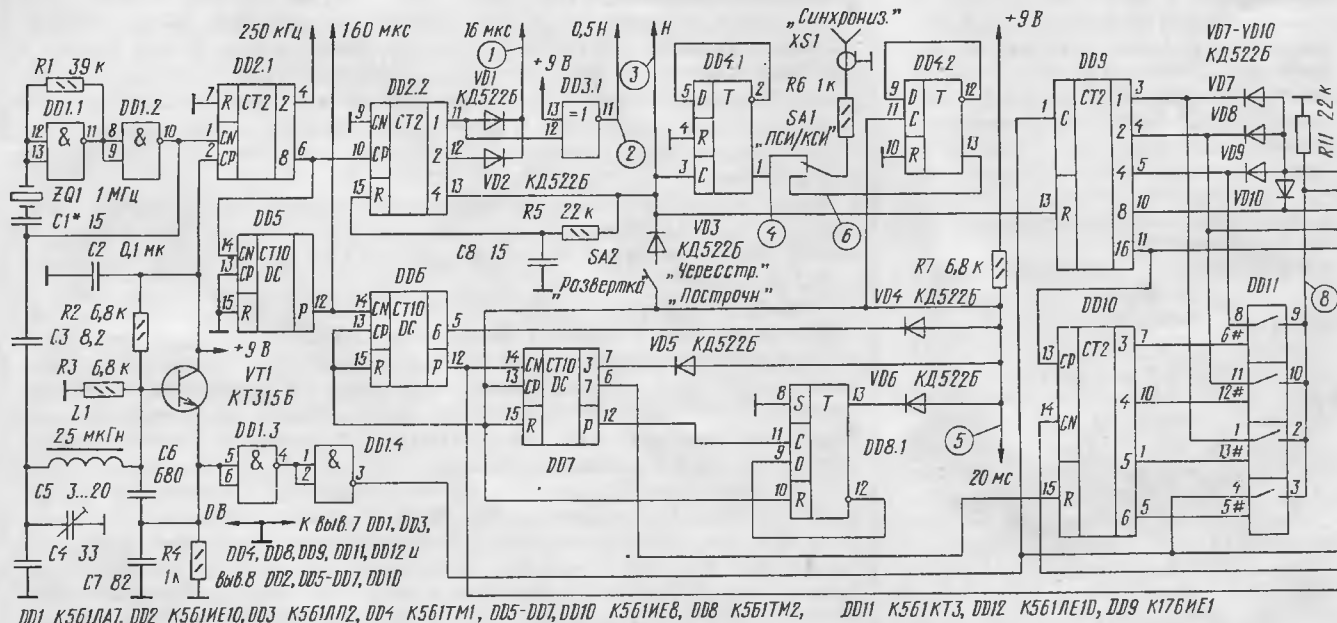 250 кГц
160 мкс
16 мкс
0,5Н
Н
„Синхрониз."
XS1
+9 В
VD7-VD10
КД522Б
R1 39 к
DD1.1
DD1.2
DD2.1
DD2.2
VD1
КД522Б
+9 В
DD3.1
DD4.1
R6 1к
DD4.2
DD9
VD7
VD8
VD9
VD10
R11 22 к
SA1
„ПСИ/КСИ"
ZQ1 1 МГц
C1* 15
VD2 КД522Б
R5
22 к
C8 15
SA2
VD3
КД522Б
„Развертка"
„Чересстр."
„Построчн."
C2 0,1 мк
DD5
DD6
R2 6,8 к
C3 8,2
R3 6,8 к
+9 В
VT1
КТ315Б
L1
25 мкГн
R7 6,8 к
VD4 КД522Б
VD5 КД522Б
VD6
КД522Б
DD10
DD11
DD7
DD8.1
20 мс
DD1.3
DD1.4
C6
680
C5 3...20
C4 33
C7 82
R4
1к
0 В
К выв. 7 DD1, DD3,
DD4, DD8, DD9, DD11, DD12 и
выв. 8 DD2, DD5-DD7, DD10
DD1 К561ЛА7, DD2 К561ИЕ10, DD3 К561ЛП2, DD4 К561ТМ1, DD5-DD7, DD10 К561ИЕ8, DD8 К561ТМ2, DD11 К561КТ3, DD12 К561ЛЕ10, DD9 К176ИЕ1